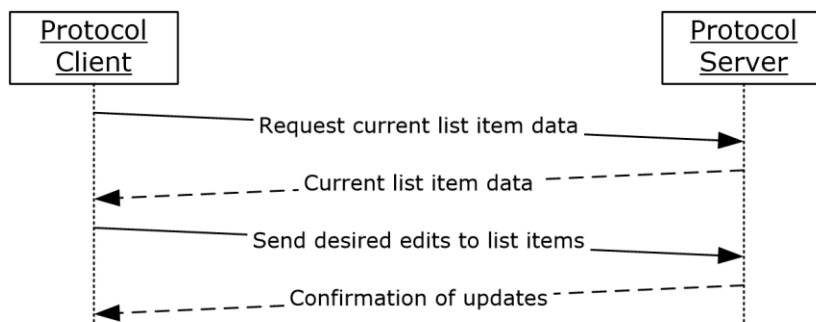 Protocol
Client
Protocol
Server
Request current list item data
Current list item data
Send desired edits to list items
Confirmation of updates